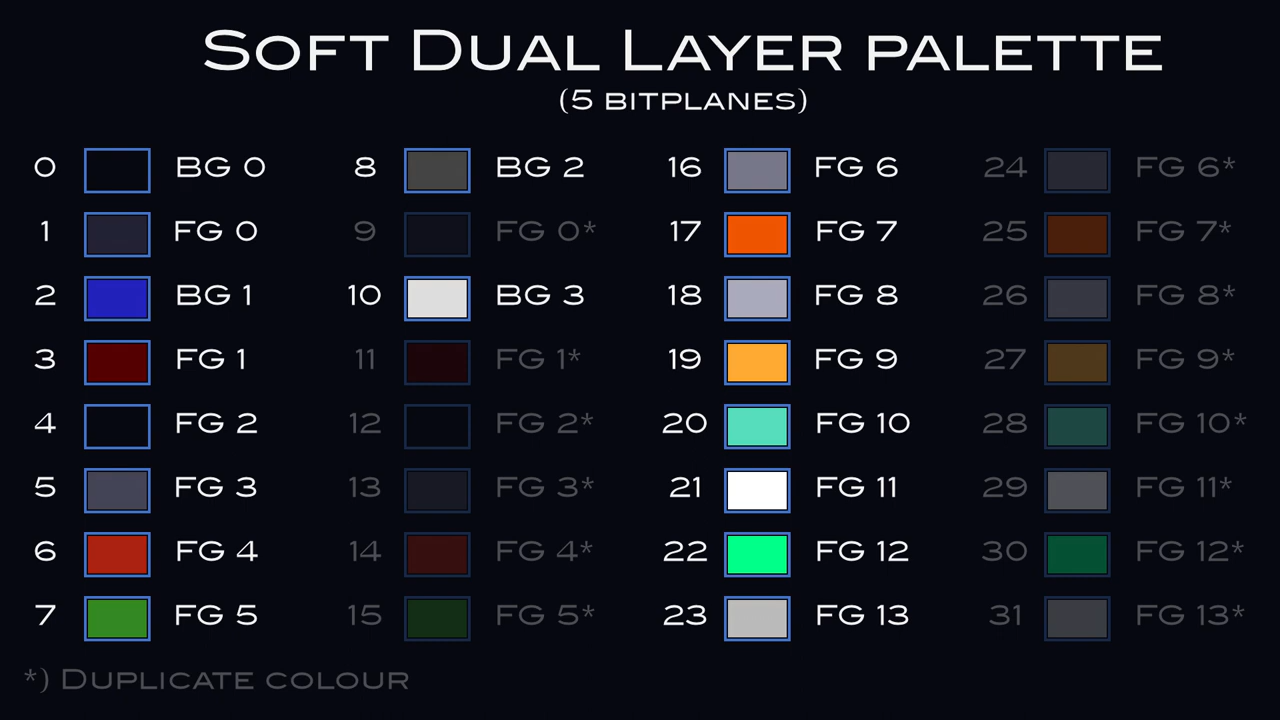 Soft Dual Layer palette
(5 bitplanes)
0 BG 0 8 BG 2 16 FG 6 24 FG 6*
1 FG 0 9 FG 0* 17 FG 7 25 FG 7*
2 BG 1 10 BG 3 18 FG 8 26 FG 8*
3 FG 1 11 FG 1* 19 FG 9 27 FG 9*
4 FG 2 12 FG 2* 20 FG 10 28 FG 10*
5 FG 3 13 FG 3* 21 FG 11 29 FG 11*
6 FG 4 14 FG 4* 22 FG 12 30 FG 12*
7 FG 5 15 FG 5* 23 FG 13 31 FG 13*
*) Duplicate colour